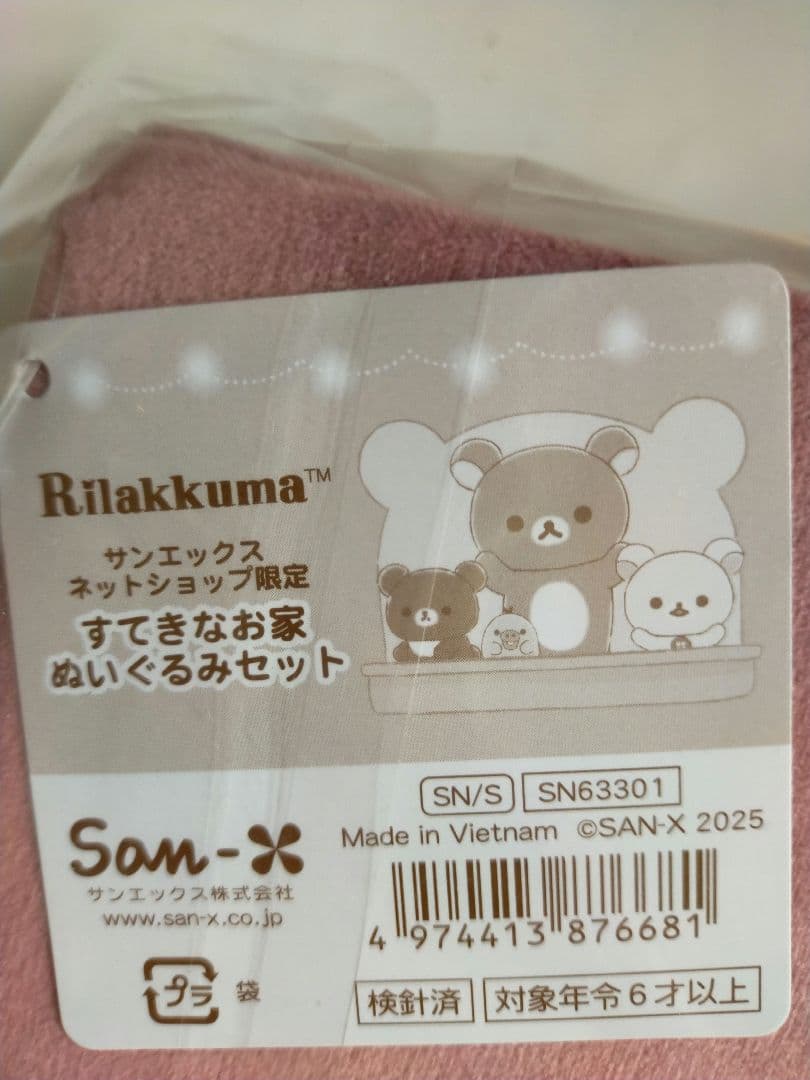 Rilakkuma™
サンエックス
ネットショップ限定
すてきなお家
ぬいぐるみセット
San-X
サンエックス株式会社
www.san-x.co.jp
SN/S SN63301
Made in Vietnam ©SAN-X 2025
4 974413 876681
プラ 袋
検針済 対象年令6才以上